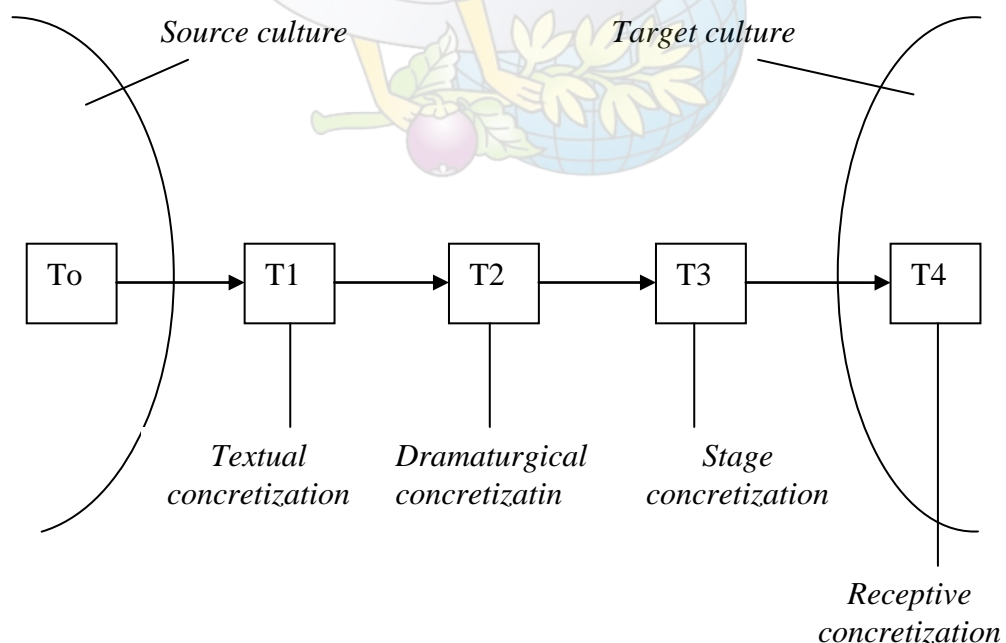 Source culture
Target culture
To
T1
T2
T3
T4
Textual
concretization
Dramaturgical
concretizatin
Stage
concretization
Receptive
concretization